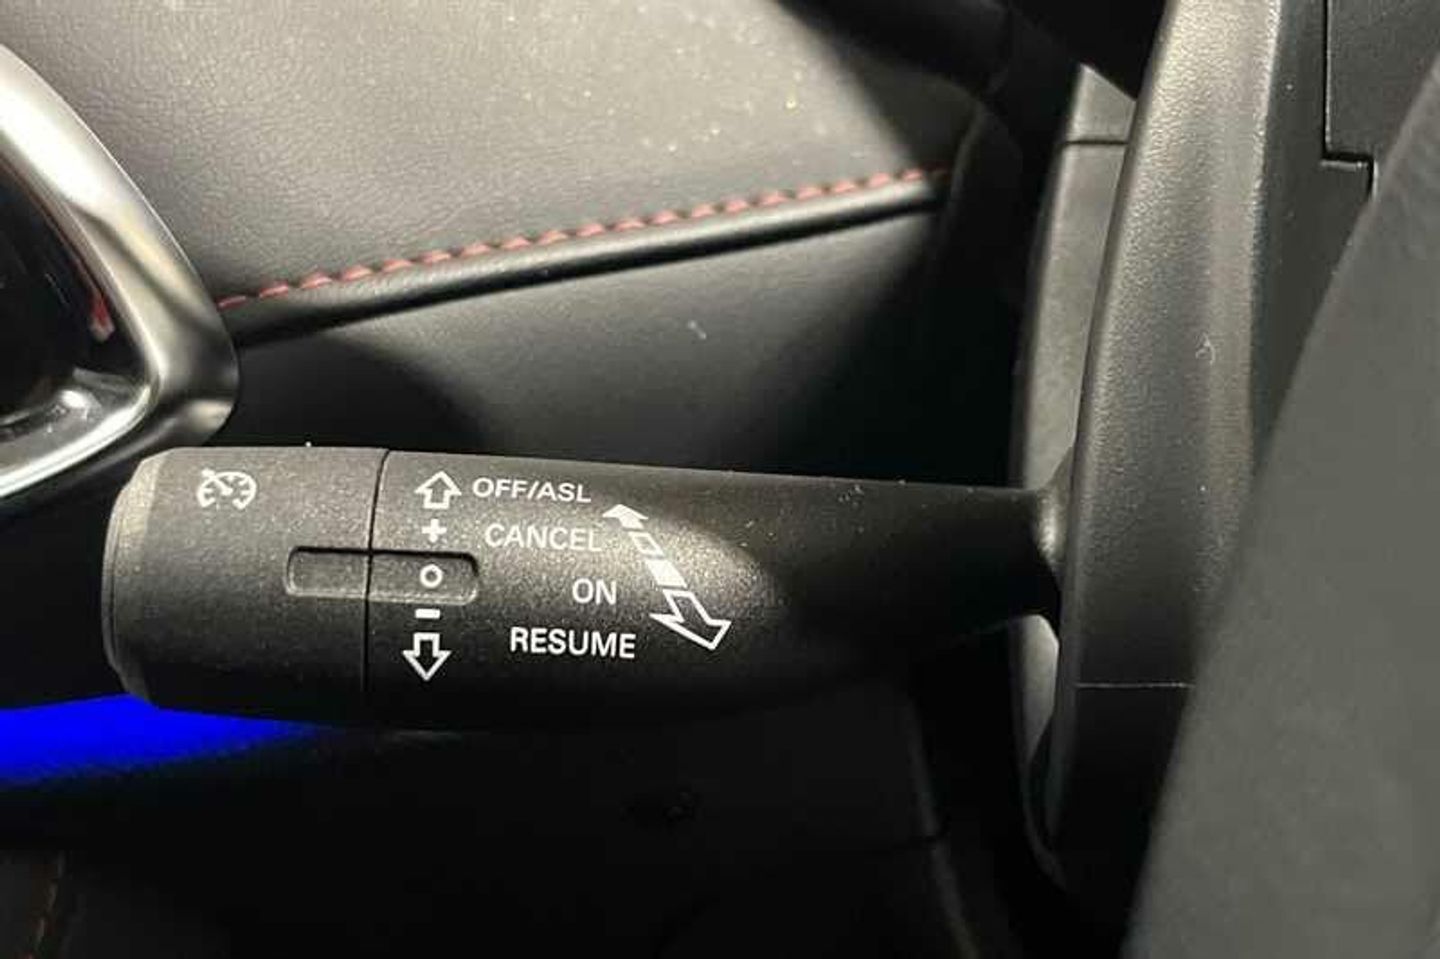 OFF/ASL
+ CANCEL
ON
- RESUME